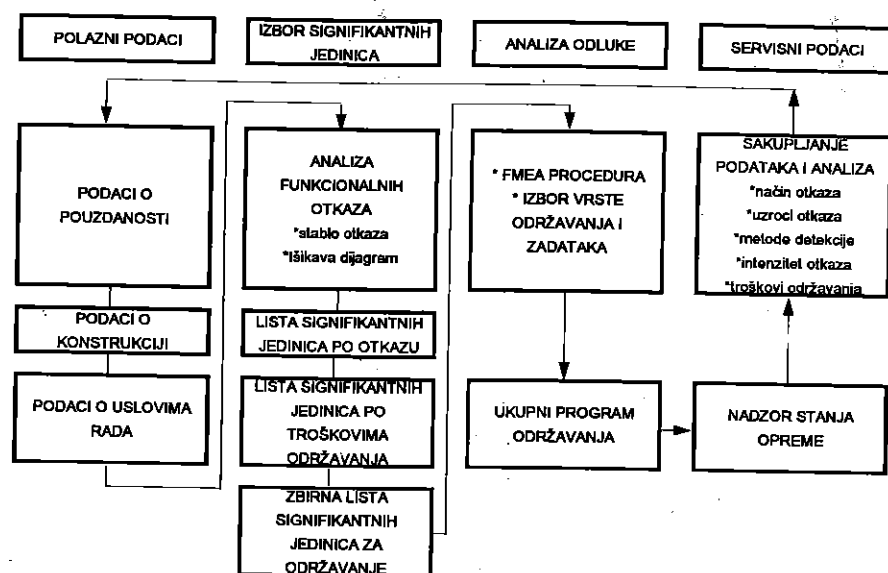 POLAZNI PODACI
IZBOR SIGNIFIKANTNIH
JEDINICA
ANALIZA ODLUKE
SERVISNI PODACI
PODACI O
POUZDANOSTI
PODACI O
KONSTRUKCIJI
PODACI O USLOVIMA
RADA
ANALIZA
FUNKCIONALNIH
OTKAZA
*stablo otkaza
*Išikava dijagram
LISTA SIGNIFIKANTNIH
JEDINICA PO OTKAZU
LISTA SIGNIFIKANTNIH
JEDINICA PO
TROŠKOVIMA
ODRŽAVANJA
ZBIRNA LISTA
SIGNIFIKANTNIH
JEDINICA ZA
ODRŽAVANJE
* FMEA PROCEDURA
* IZBOR VRSTE
ODRŽAVANJA I
ZADATAKA
UKUPNI PROGRAM
ODRŽAVANJA
SAKUPLJANJE
PODATAKA I ANALIZA
*način otkaza
*uzroci otkaza
*metode detekcije
*intenzitet otkaza
*troškovi održavanja
NADZOR STANJA
OPREME